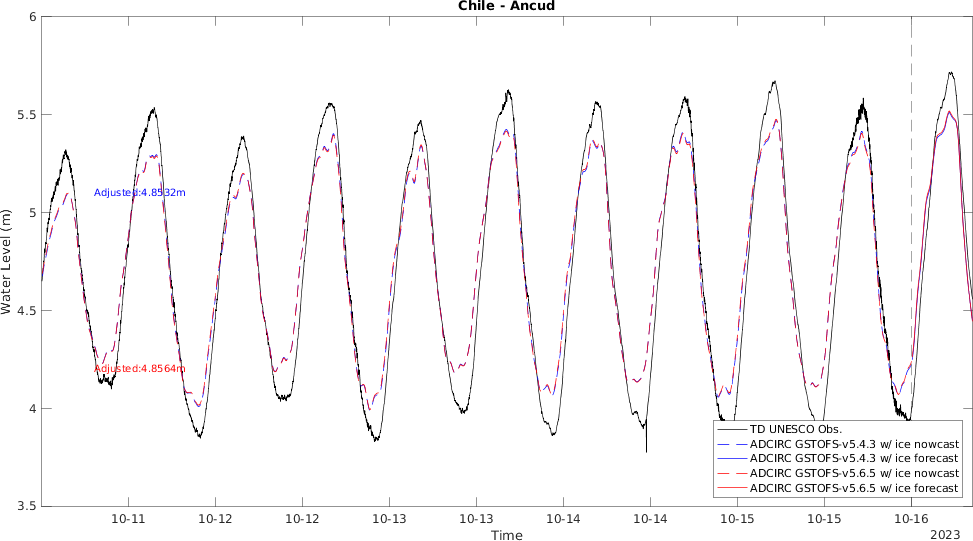 Chile - Ancud
6
5.5
5
4.5
4
3.5
Water Level (m)
Adjusted:4.8532m
Adjusted:4.8564m
TD UNESCO Obs.
ADCIRC GSTOFS-v5.4.3 w/ ice nowcast
ADCIRC GSTOFS-v5.4.3 w/ ice forecast
ADCIRC GSTOFS-v5.6.5 w/ ice nowcast
ADCIRC GSTOFS-v5.6.5 w/ ice forecast
10-11 10-12 10-12 10-13 10-13 10-14 10-14 10-15 10-15 10-16
Time
2023